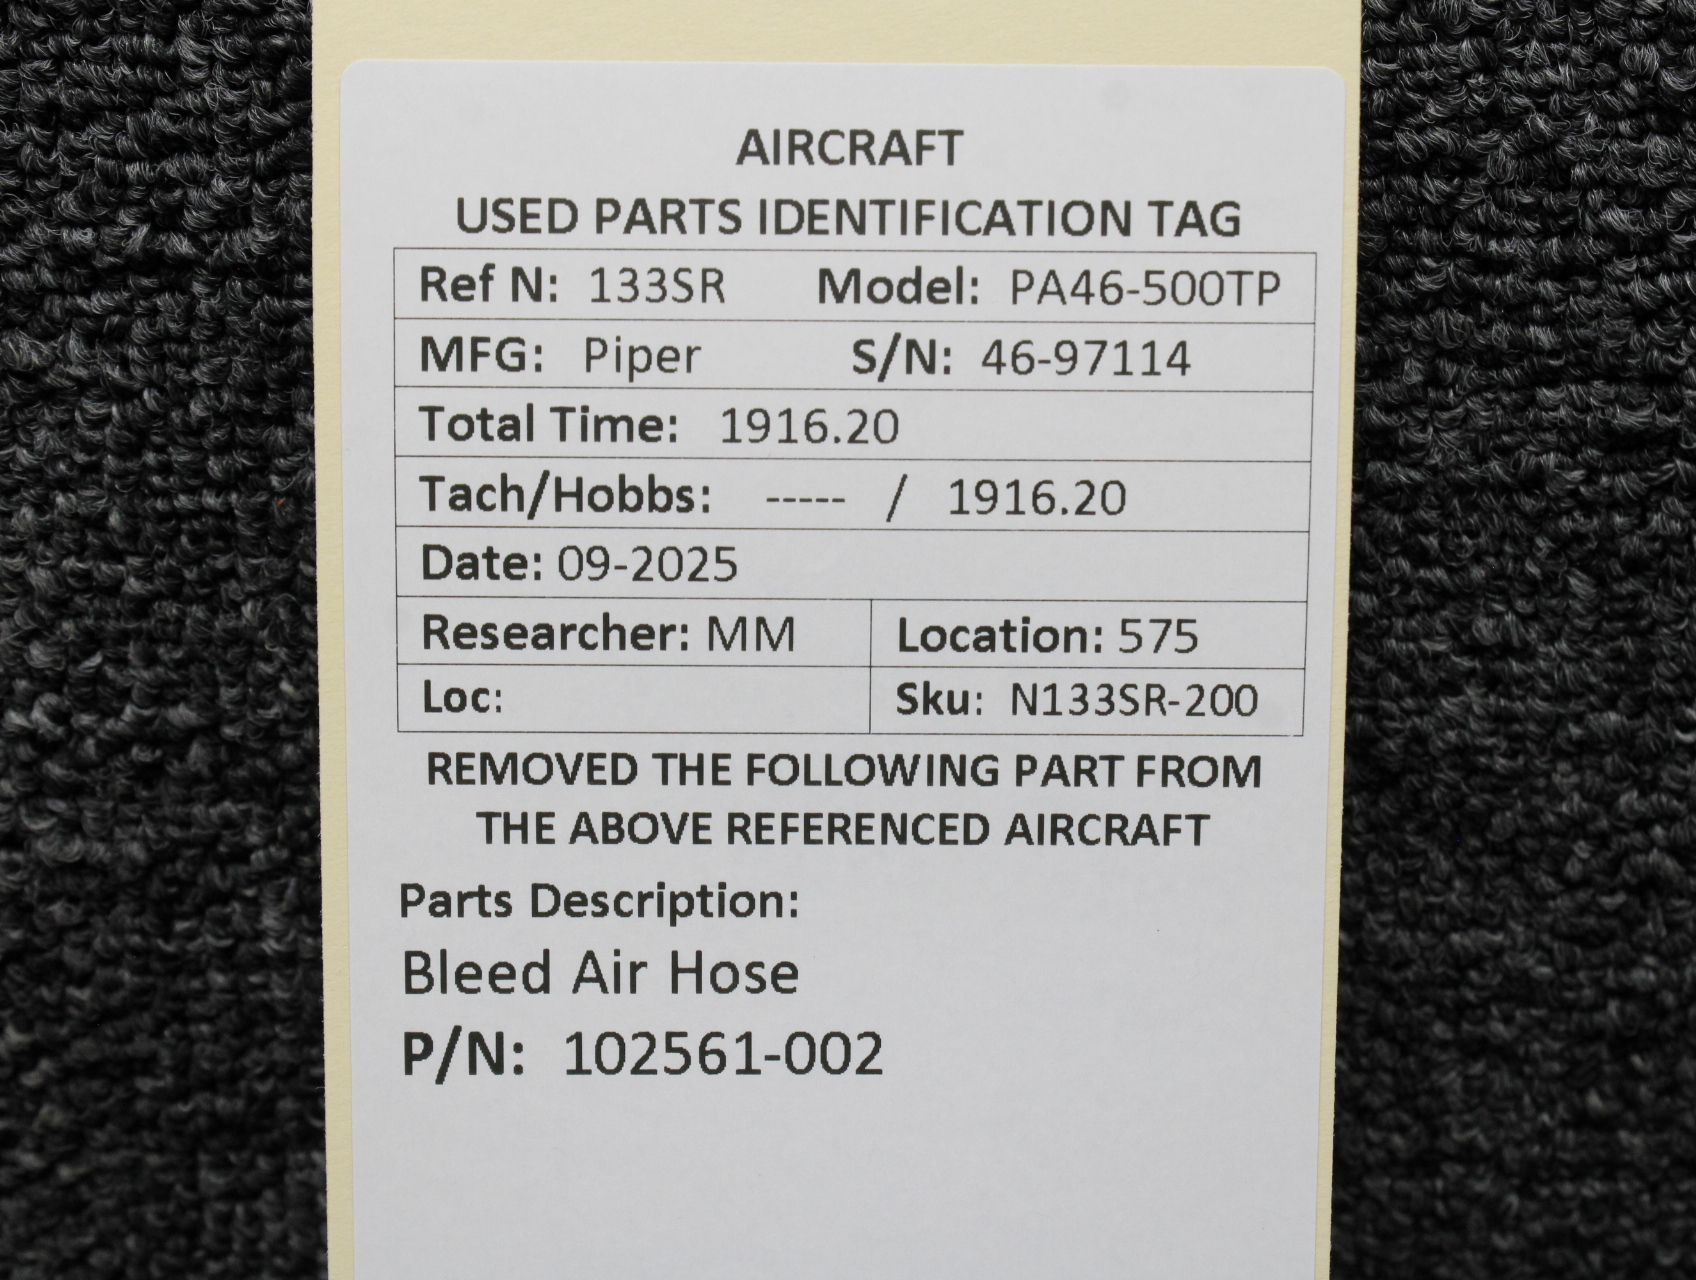 AIRCRAFT
USED PARTS IDENTIFICATION TAG
Ref N: 133SR Model: PA46-500TP
MFG: Piper S/N: 46-97114
Total Time: 1916.20
Tach/Hobbs: ----- / 1916.20
Date: 09-2025
Researcher: MM Location: 575
Loc: Sku: N133SR-200
REMOVED THE FOLLOWING PART FROM
THE ABOVE REFERENCED AIRCRAFT
Parts Description:
Bleed Air Hose
P/N: 102561-002